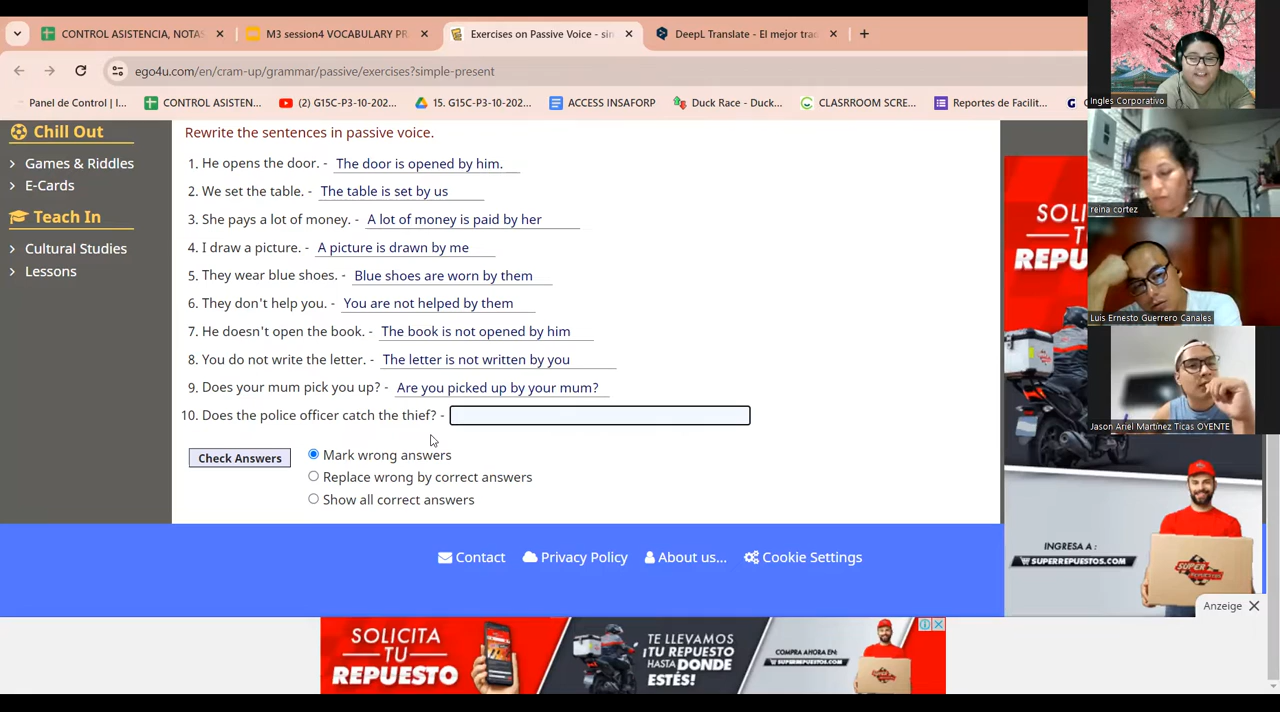 CONTROL ASISTENCIA, NOTAS
M3 session4 VOCABULARY PR
Exercises on Passive Voice - sin
DeepL Translate - El mejor trad
ego4u.com/en/cram-up/grammar/passive/exercises?simple-present
Panel de Control | I...
CONTROL ASISTEN...
(2) G15C-P3-10-202...
15. G15C-P3-10-202...
ACCESS INSAFORP
Duck Race - Duck...
CLASRROOM SCRE...
Reportes de Facilit...
Chill Out
Games & Riddles
E-Cards
Teach In
Cultural Studies
Lessons
Rewrite the sentences in passive voice.
1. He opens the door. - The door is opened by him.
2. We set the table. - The table is set by us
3. She pays a lot of money. - A lot of money is paid by her
4. I draw a picture. - A picture is drawn by me
5. They wear blue shoes. - Blue shoes are worn by them
6. They don't help you. - You are not helped by them
7. He doesn't open the book. - The book is not opened by him
8. You do not write the letter. - The letter is not written by you
9. Does your mum pick you up? - Are you picked up by your mum?
10. Does the police officer catch the thief? -
Check Answers
Mark wrong answers
Replace wrong by correct answers
Show all correct answers
Contact
Privacy Policy
About us...
Cookie Settings
Ingles Corporativo
reina cortez
Luis Ernesto Guerrero Canales
Jason Ariel Martínez Ticas OYENTE
SOLI
TU
REPU
INGRESA A :
SUPERREPUESTOS.COM
Anzeige
SOLICITA
TU
REPUESTO
TE LLEVAMOS
¡TU REPUESTO
HASTA DONDE
ESTÉS!
COMPRA AHORA EN:
SUPERREPUESTOS.COM